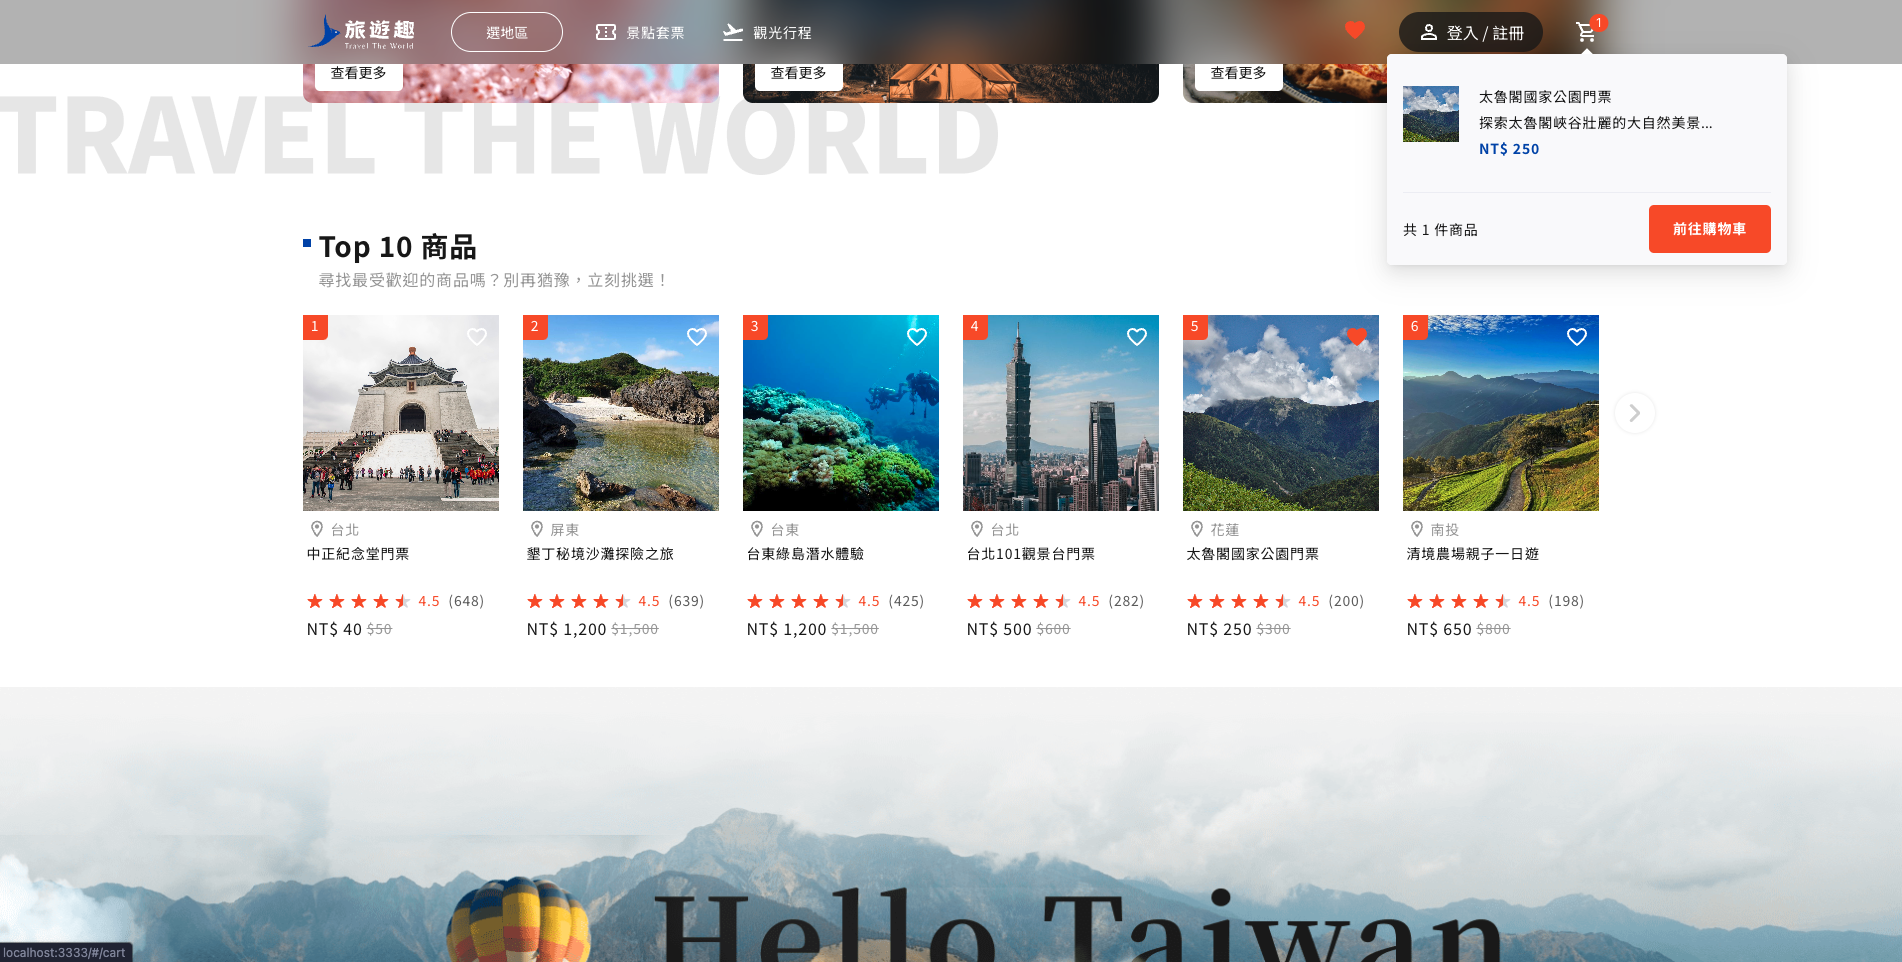 旅遊趣
Travel The World
選地區
景點套票
觀光行程
登入 / 註冊
1
查看更多
查看更多
查看更多
TRAVEL THE WORLD
太魯閣國家公園門票
探索太魯閣峽谷壯麗的大自然美景...
NT$ 250
共 1 件商品
前往購物車
Top 10 商品
尋找最受歡迎的商品嗎？別再猶豫，立刻挑選！
1
2
3
4
5
6
台北
中正紀念堂門票
4.5 (648)
NT$ 40 $50
屏東
墾丁秘境沙灘探險之旅
4.5 (639)
NT$ 1,200 $1,500
台東
台東綠島潛水體驗
4.5 (425)
NT$ 1,200 $1,500
台北
台北101觀景台門票
4.5 (282)
NT$ 500 $600
花蓮
太魯閣國家公園門票
4.5 (200)
NT$ 250 $300
南投
清境農場親子一日遊
4.5 (198)
NT$ 650 $800
Hello Taiwan
localhost:3333/#/cart